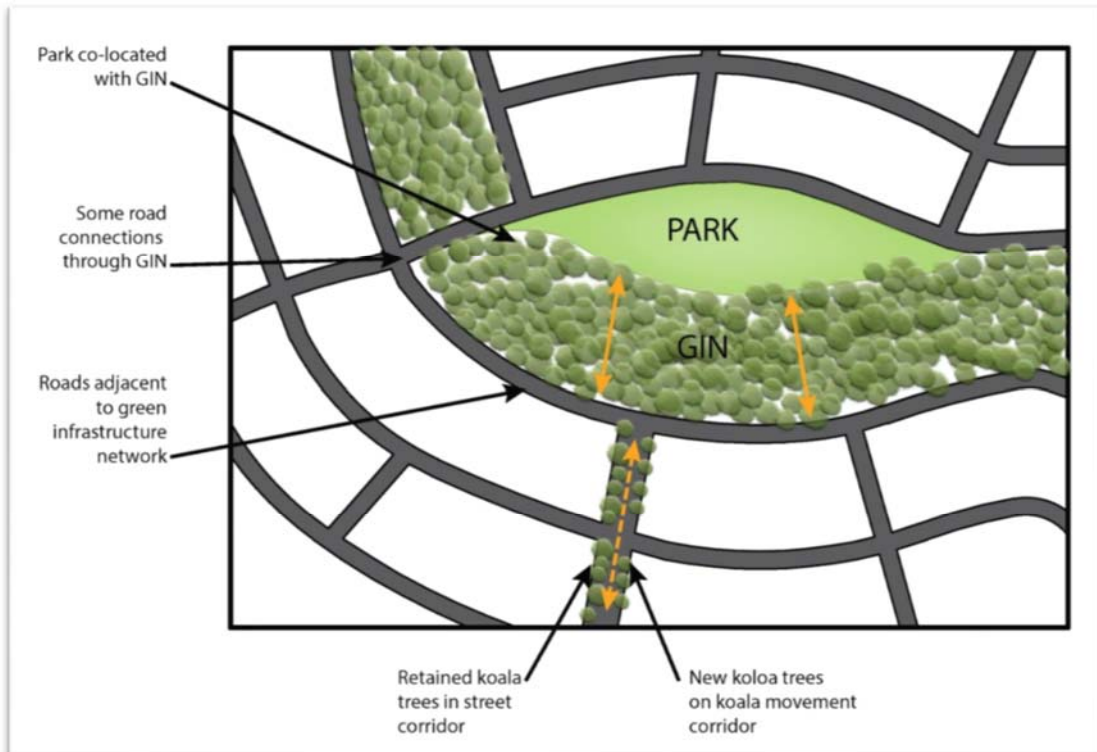 Park co-located
with GIN
Some road
connections
through GIN
Roads adjacent
to green
infrastructure
network
PARK
GIN
Retained koala
trees in street
corridor
New koloa trees
on koala movement
corridor